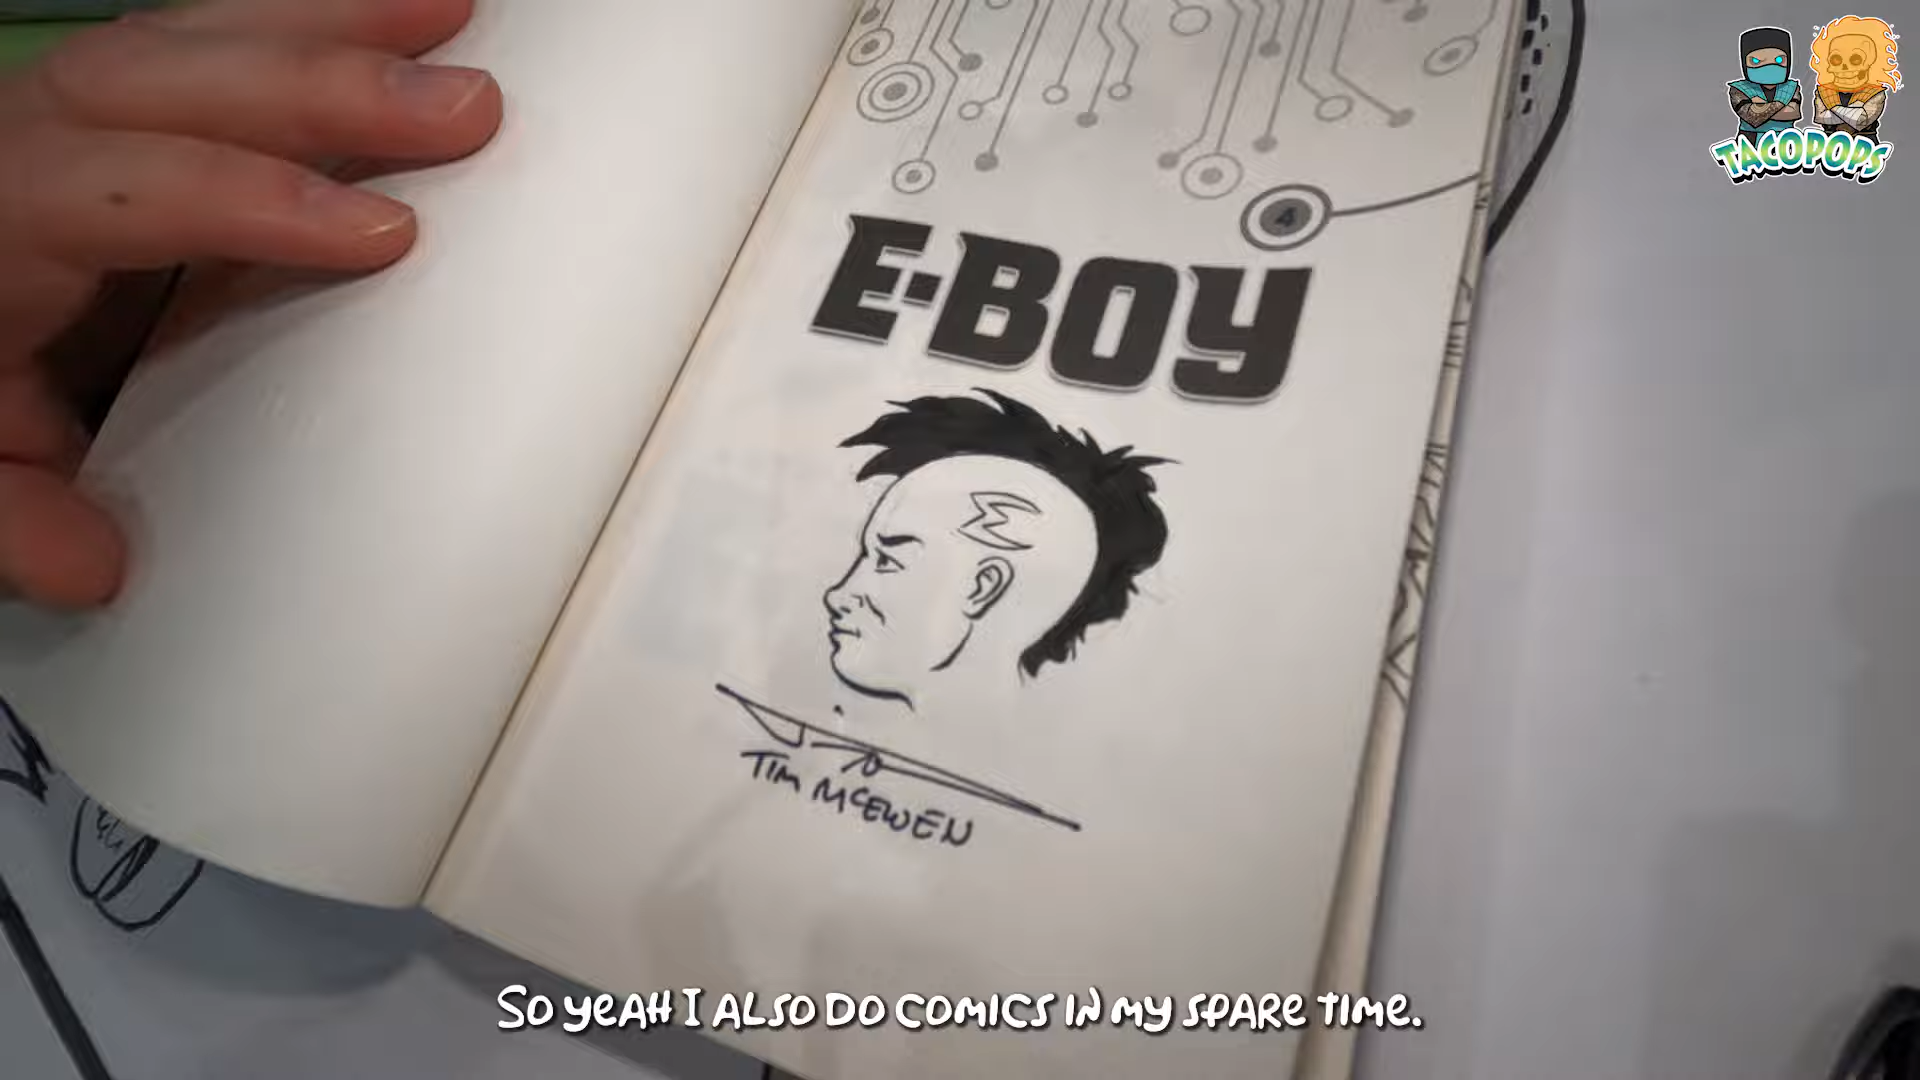 TACOPOPS
4
E-BOY
TIM McEWEN
SO YEAH I ALSO DO COMICS IN MY SPARE TIME.